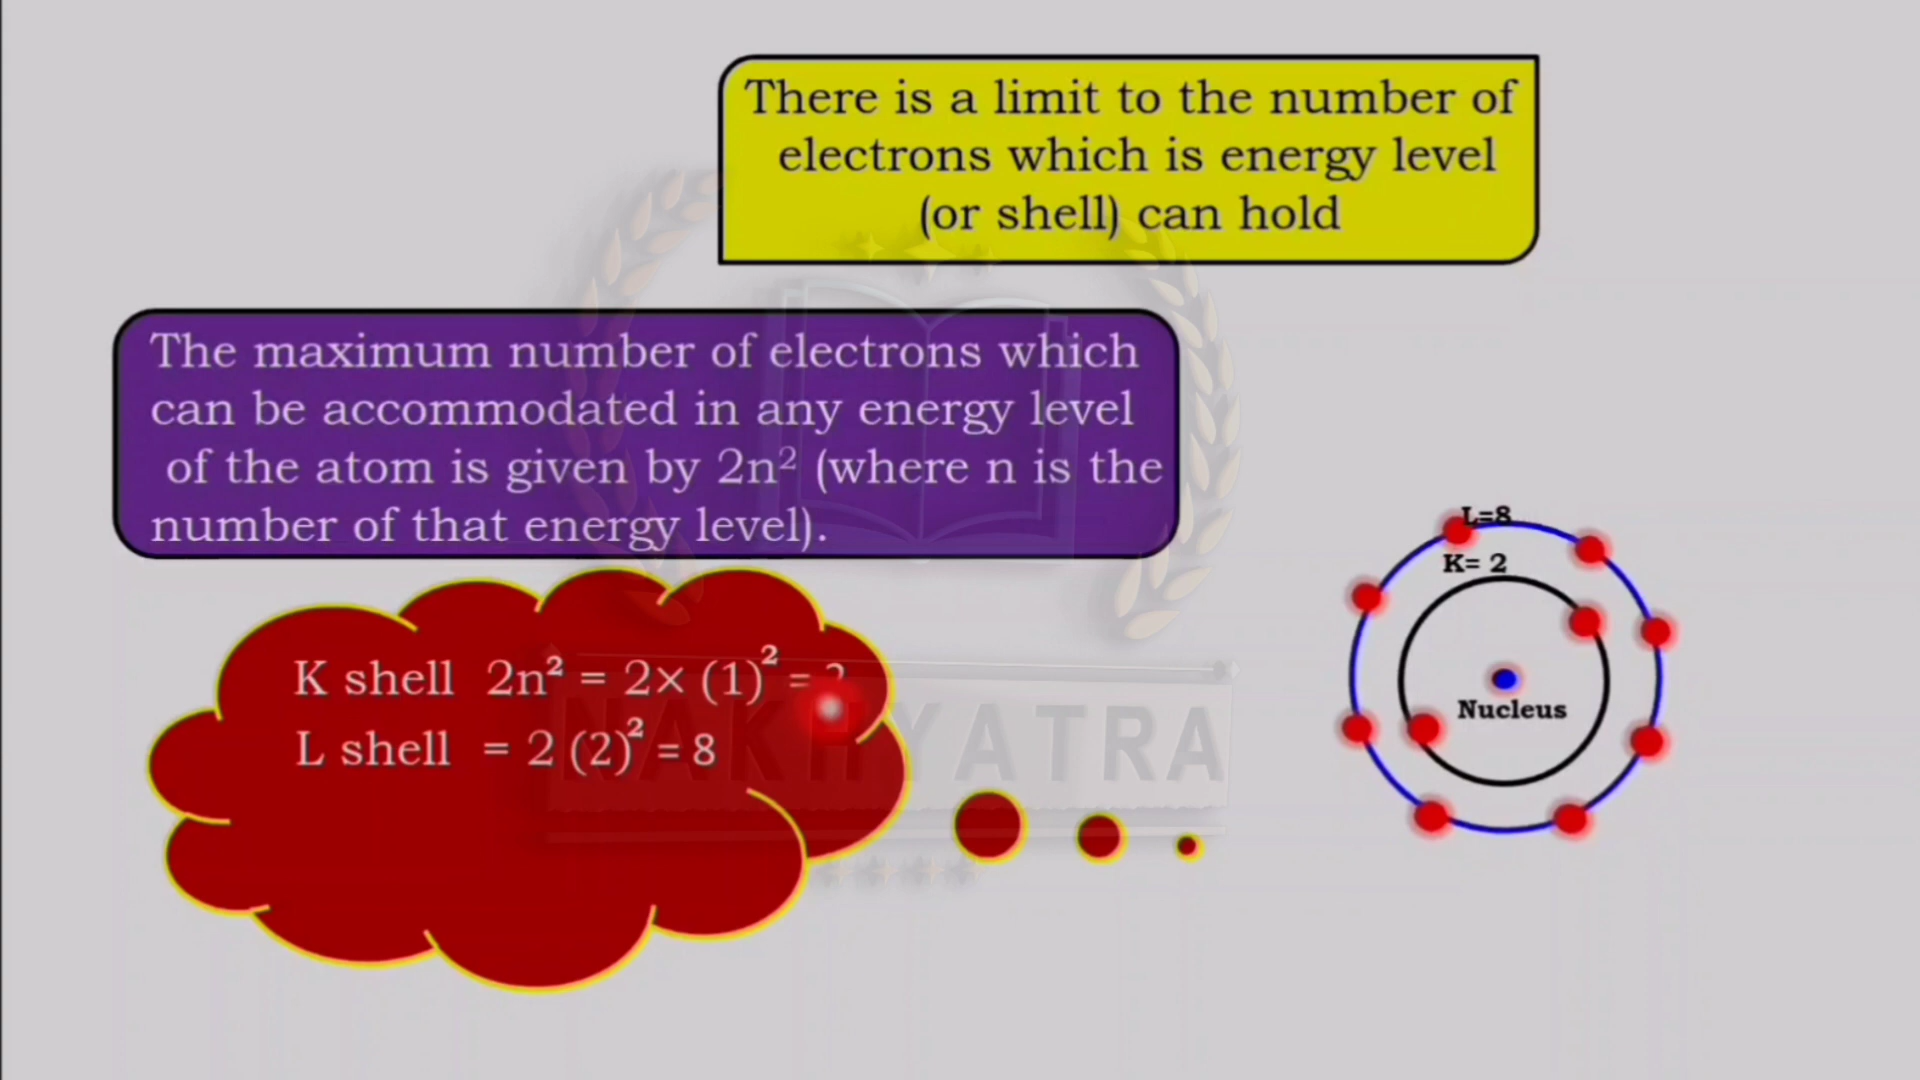 There is a limit to the number of
electrons which is energy level
(or shell) can hold
The maximum number of electrons which
can be accommodated in any energy level
of the atom is given by 2n² (where n is the
number of that energy level).
K shell 2n² = 2× (1)² = 2
L shell = 2 (2)² = 8
L=8
K= 2
Nucleus
NAKHYATRA